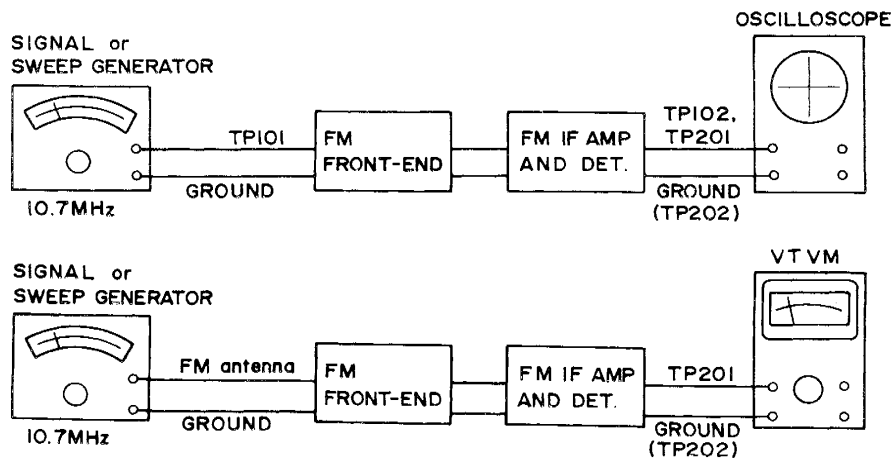 OSCILLOSCOPE
SIGNAL or
SWEEP GENERATOR
TP101
GROUND
10.7MHz
FM
FRONT-END
FM IF AMP
AND DET.
TP102,
TP201
GROUND
(TP202)
SIGNAL or
SWEEP GENERATOR
FM antenna
GROUND
10.7MHz
FM
FRONT-END
FM IF AMP
AND DET.
TP201
GROUND
(TP202)
VTVM